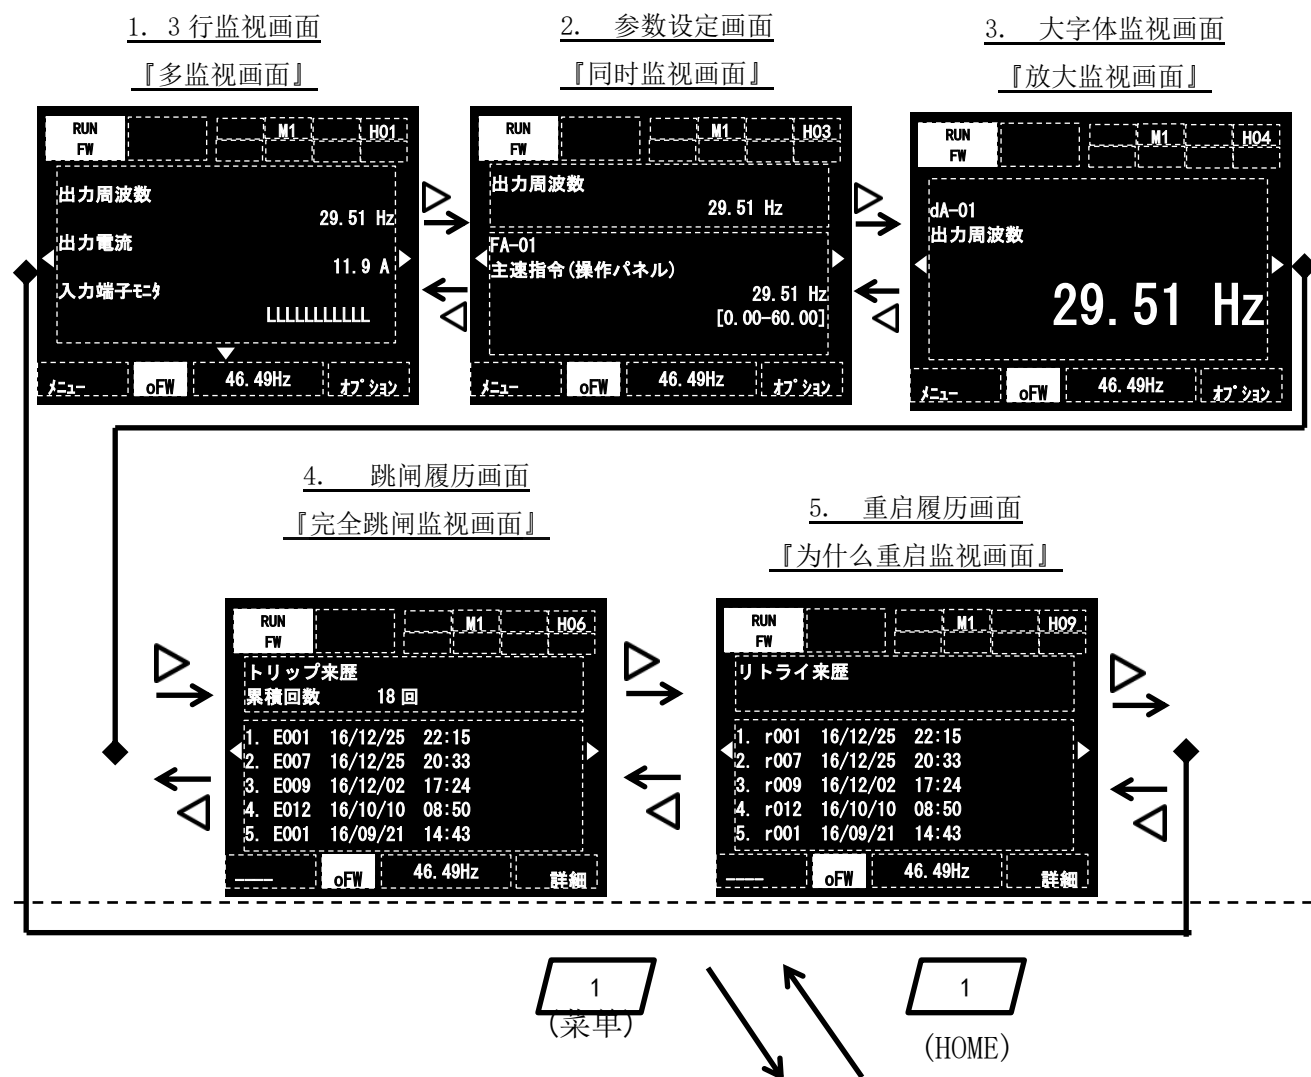 1. 3 行监视画面
『多监视画面』
2. 参数设定画面
『同时监视画面』
3. 大字体监视画面
『放大监视画面』
RUN
FW
M1
H01
出力周波数
29.51 Hz
出力電流
11.9 A
入力端子ﾓﾆﾀ
LLLLLLLLLLL
ﾒﾆｭｰ
oFW
46.49Hz
ｵﾌﾟｼｮﾝ
RUN
FW
M1
H03
出力周波数
29.51 Hz
FA-01
主速指令(操作パネル)
29.51 Hz
[0.00-60.00]
ﾒﾆｭｰ
oFW
46.49Hz
ｵﾌﾟｼｮﾝ
RUN
FW
M1
H04
dA-01
出力周波数
29.51 Hz
ﾒﾆｭｰ
oFW
46.49Hz
ｵﾌﾟｼｮﾝ
4. 跳闸履历画面
『完全跳闸监视画面』
5. 重启履历画面
『为什么重启监视画面』
RUN
FW
M1
H06
トリップ来歴
累積回数 18 回
1. E001 16/12/25 22:15
2. E007 16/12/25 20:33
3. E009 16/12/02 17:24
4. E012 16/10/10 08:50
5. E001 16/09/21 14:43
----
oFW
46.49Hz
詳細
RUN
FW
M1
H09
リトライ来歴
1. r001 16/12/25 22:15
2. r007 16/12/25 20:33
3. r009 16/12/02 17:24
4. r012 16/10/10 08:50
5. r001 16/09/21 14:43
----
oFW
46.49Hz
詳細
1
(菜单)
1
(HOME)